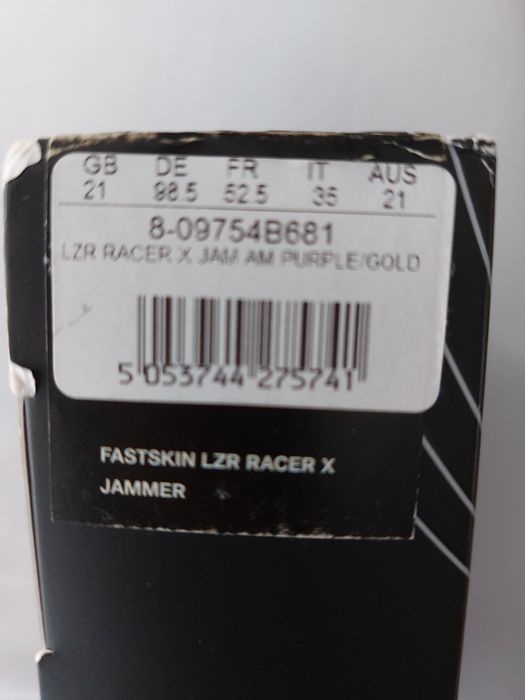 GB DE FR IT AUS
21 98.5 52.5 35 21
8-09754B681
LZR RACER X JAM AM PURPLE/GOLD
5 053744 275741
FASTSKIN LZR RACER X
JAMMER